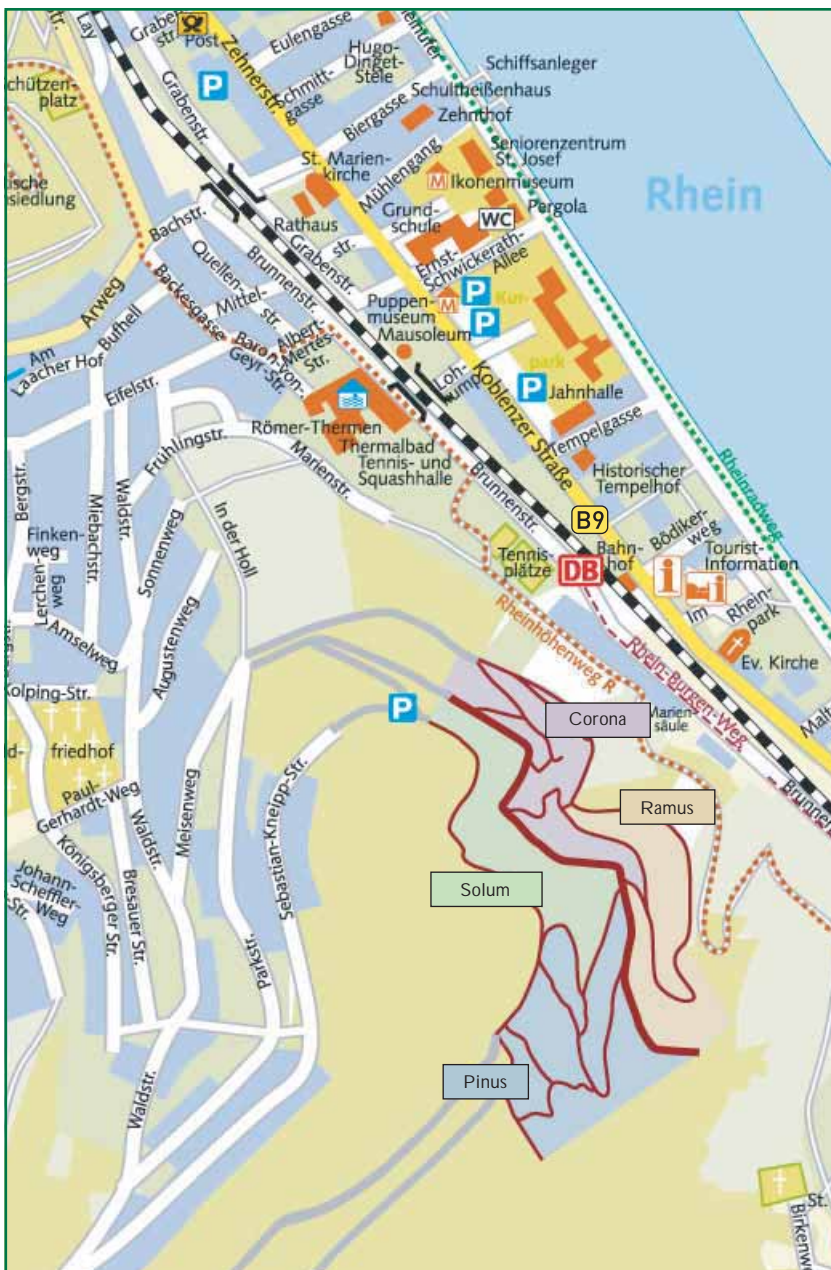 Lay
Graben-
str.
Post
Eulengasse
Zehnerstr.
Hugo-
Dinget-
Stele
Schmitt-
gasse
Schiffsanleger
Schultheißenhaus
Biergasse
Zehnthof
P
Grabenstr.
chützen-
platz
Seniorenzentrum
St. Josef
St. Marien-
kirche
Mühlengang
M
Ikonenmuseum
Rhein
Pergola
WC
Grund-
schule
Rathaus
Bachstr.
Grabenstr.
Ernst-
Schwickerath-
Allee
Quellen-
str.
Brunnenstr.
Mittel-
str.
Backesgasse
Arweg
Bufhell
Puppen-
museum
M
P
P
Kur-
park
Mausoleum
Albert-
Mertes-
Str.
Baron-von-
Geyr-Str.
Am
Laacher Hof
Eifelstr.
Loh-
ump
P
Jahnhalle
Koblenzer Straße
Tempelgasse
Römer-Thermen
Thermalbad
Tennis- und
Squashhalle
Frühlingstr.
Marienstr.
Brunnenstr.
Historischer
Tempelhof
Rheinradweg
Bergstr.
Miebachstr.
Waldstr.
Finken-
weg
Lerchen-
weg
Sonnenweg
In der Holl
B9
Bödiker-
weg
Tennis-
plätze
DB
Bahn-
hof
Tourist-
Information
Im
Rhein-
park
Ev. Kirche
Amselweg
Augustenweg
Rheinhöhenweg R
Rhein-Burgen-Weg
Kolping-Str.
P
Corona
Marien-
säule
friedhof
Paul-
Gerhardt-Weg
Meisenweg
Waldstr.
Sebastian-Kneipp-Str.
Ramus
Solum
Königsberger Str.
Bresauer Str.
Johann-
Scheffler-
Weg
Parkstr.
Pinus
Waldstr.
St.